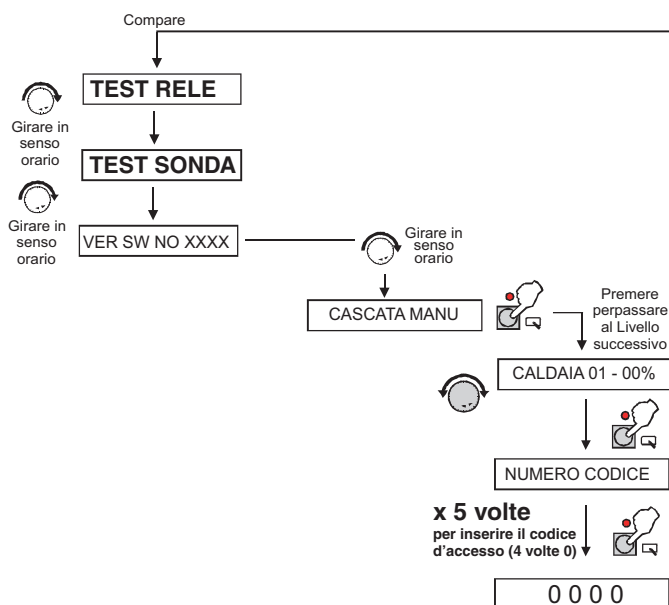 Compare
TEST RELE
Girare in
senso
orario
TEST SONDA
Girare in
senso
orario
VER SW NO XXXX
Girare in
senso
orario
CASCATA MANU
Premere
perpassare
al Livello
successivo
CALDAIA 01 - 00%
NUMERO CODICE
x 5 volte
per inserire il codice
d'accesso (4 volte 0)
0 0 0 0